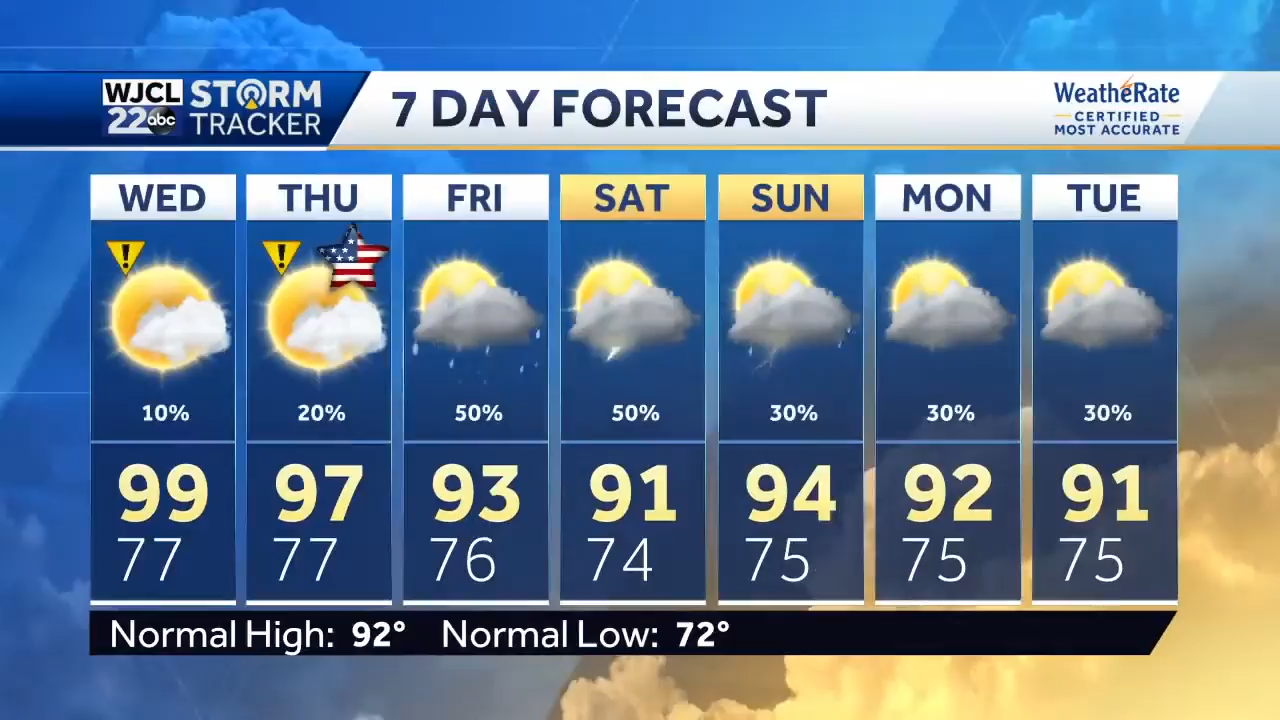 WJCL
22 abc
STORM
TRACKER
7 DAY FORECAST
WeatheRate
CERTIFIED
MOST ACCURATE
WED THU FRI SAT SUN MON TUE
! !
10% 20% 50% 50% 30% 30% 30%
99 97 93 91 94 92 91
77 77 76 74 75 75 75
Normal High: 92° Normal Low: 72°